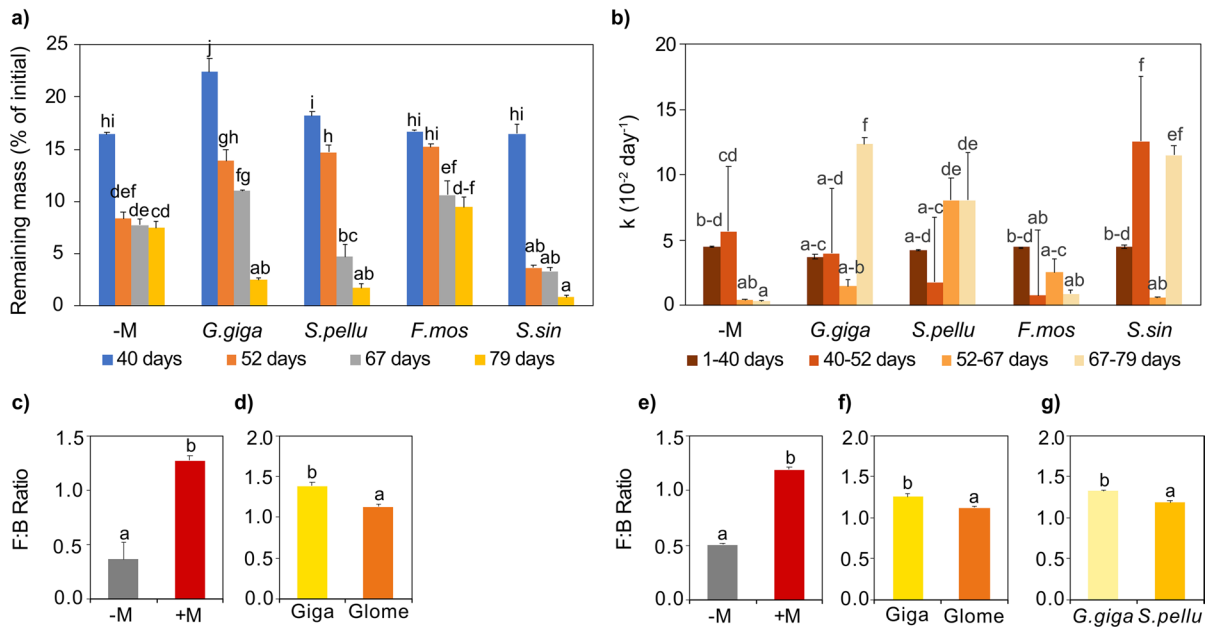 a)
Remaining mass (% of initial)
25
20
15
10
5
0
hi
def
de
cd
j
gh
fg
ab
i
h
bc
ab
hi
hi
ef
d-f
hi
ab
ab
a
-M
G.giga
S.pellu
F.mos
S.sin
40 days
52 days
67 days
79 days
b)
k (10⁻² day⁻¹)
20
15
10
5
0
b-d
cd
ab
a
a-c
a-d
a-b
f
a-d
a-c
de
de
b-d
ab
a-c
ab
b-d
f
ab
ef
-M
G.giga
S.pellu
F.mos
S.sin
1-40 days
40-52 days
52-67 days
67-79 days
c)
F:B Ratio
1.5
1.0
0.5
0.0
a
b
-M
+M
d)
2.0
1.5
1.0
0.5
0.0
b
a
Giga
Glome
e)
F:B Ratio
1.5
1.0
0.5
0.0
a
b
-M
+M
f)
2.0
1.5
1.0
0.5
0.0
b
a
Giga
Glome
g)
2.0
1.5
1.0
0.5
0.0
b
a
G.giga
S.pellu